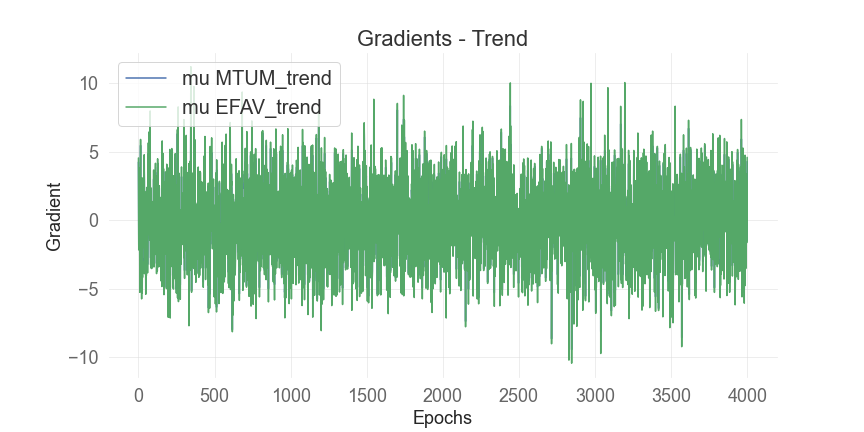 Gradients - Trend
mu MTUM_trend
mu EFAV_trend
10
5
0
−5
−10
Gradient
0 500 1000 1500 2000 2500 3000 3500 4000
Epochs